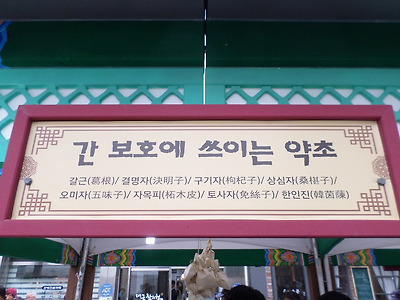 간 보호에 쓰이는 약초
갈근(葛根)/ 결명자(決明子)/ 구기자(枸杞子)/ 상심자(桑椹子)/
오미자(五味子)/ 자목피(柘木皮)/ 토사자(免絲子)/ 한인진(韓茵蔯)